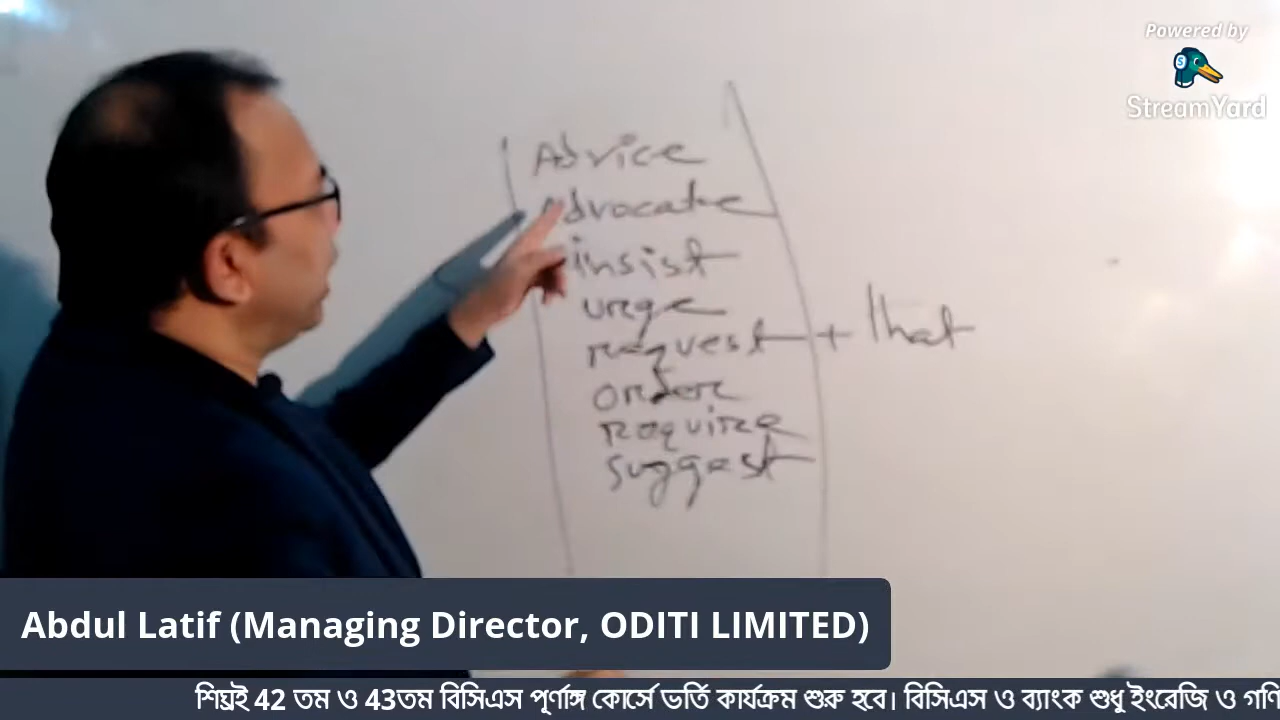 Powered by
StreamYard
Advice
Advocate
insist
urge
request + that
order
require
suggest
Abdul Latif (Managing Director, ODITI LIMITED)
শিঘ্রই 42 তম ও 43তম বিসিএস পূর্ণাঙ্গ কোর্সে ভর্তি কার্যক্রম শুরু হবে। বিসিএস ও ব্যাংক শুধু ইংরেজি ও গণি